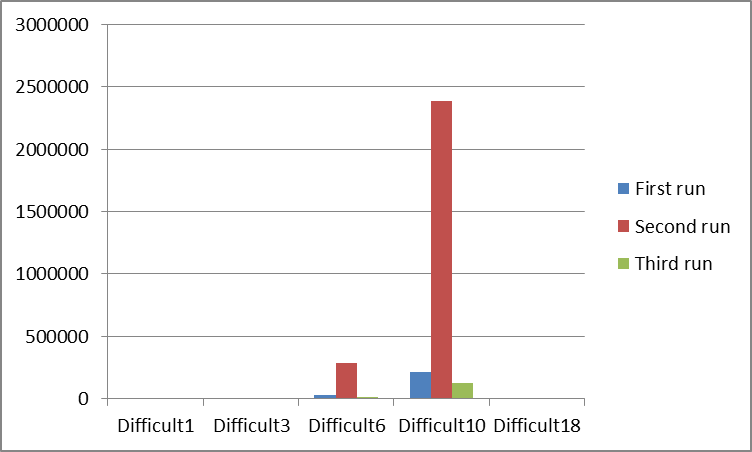 3000000
2500000
2000000
1500000
1000000
500000
0
Difficult1 Difficult3 Difficult6 Difficult10 Difficult18
First run
Second run
Third run